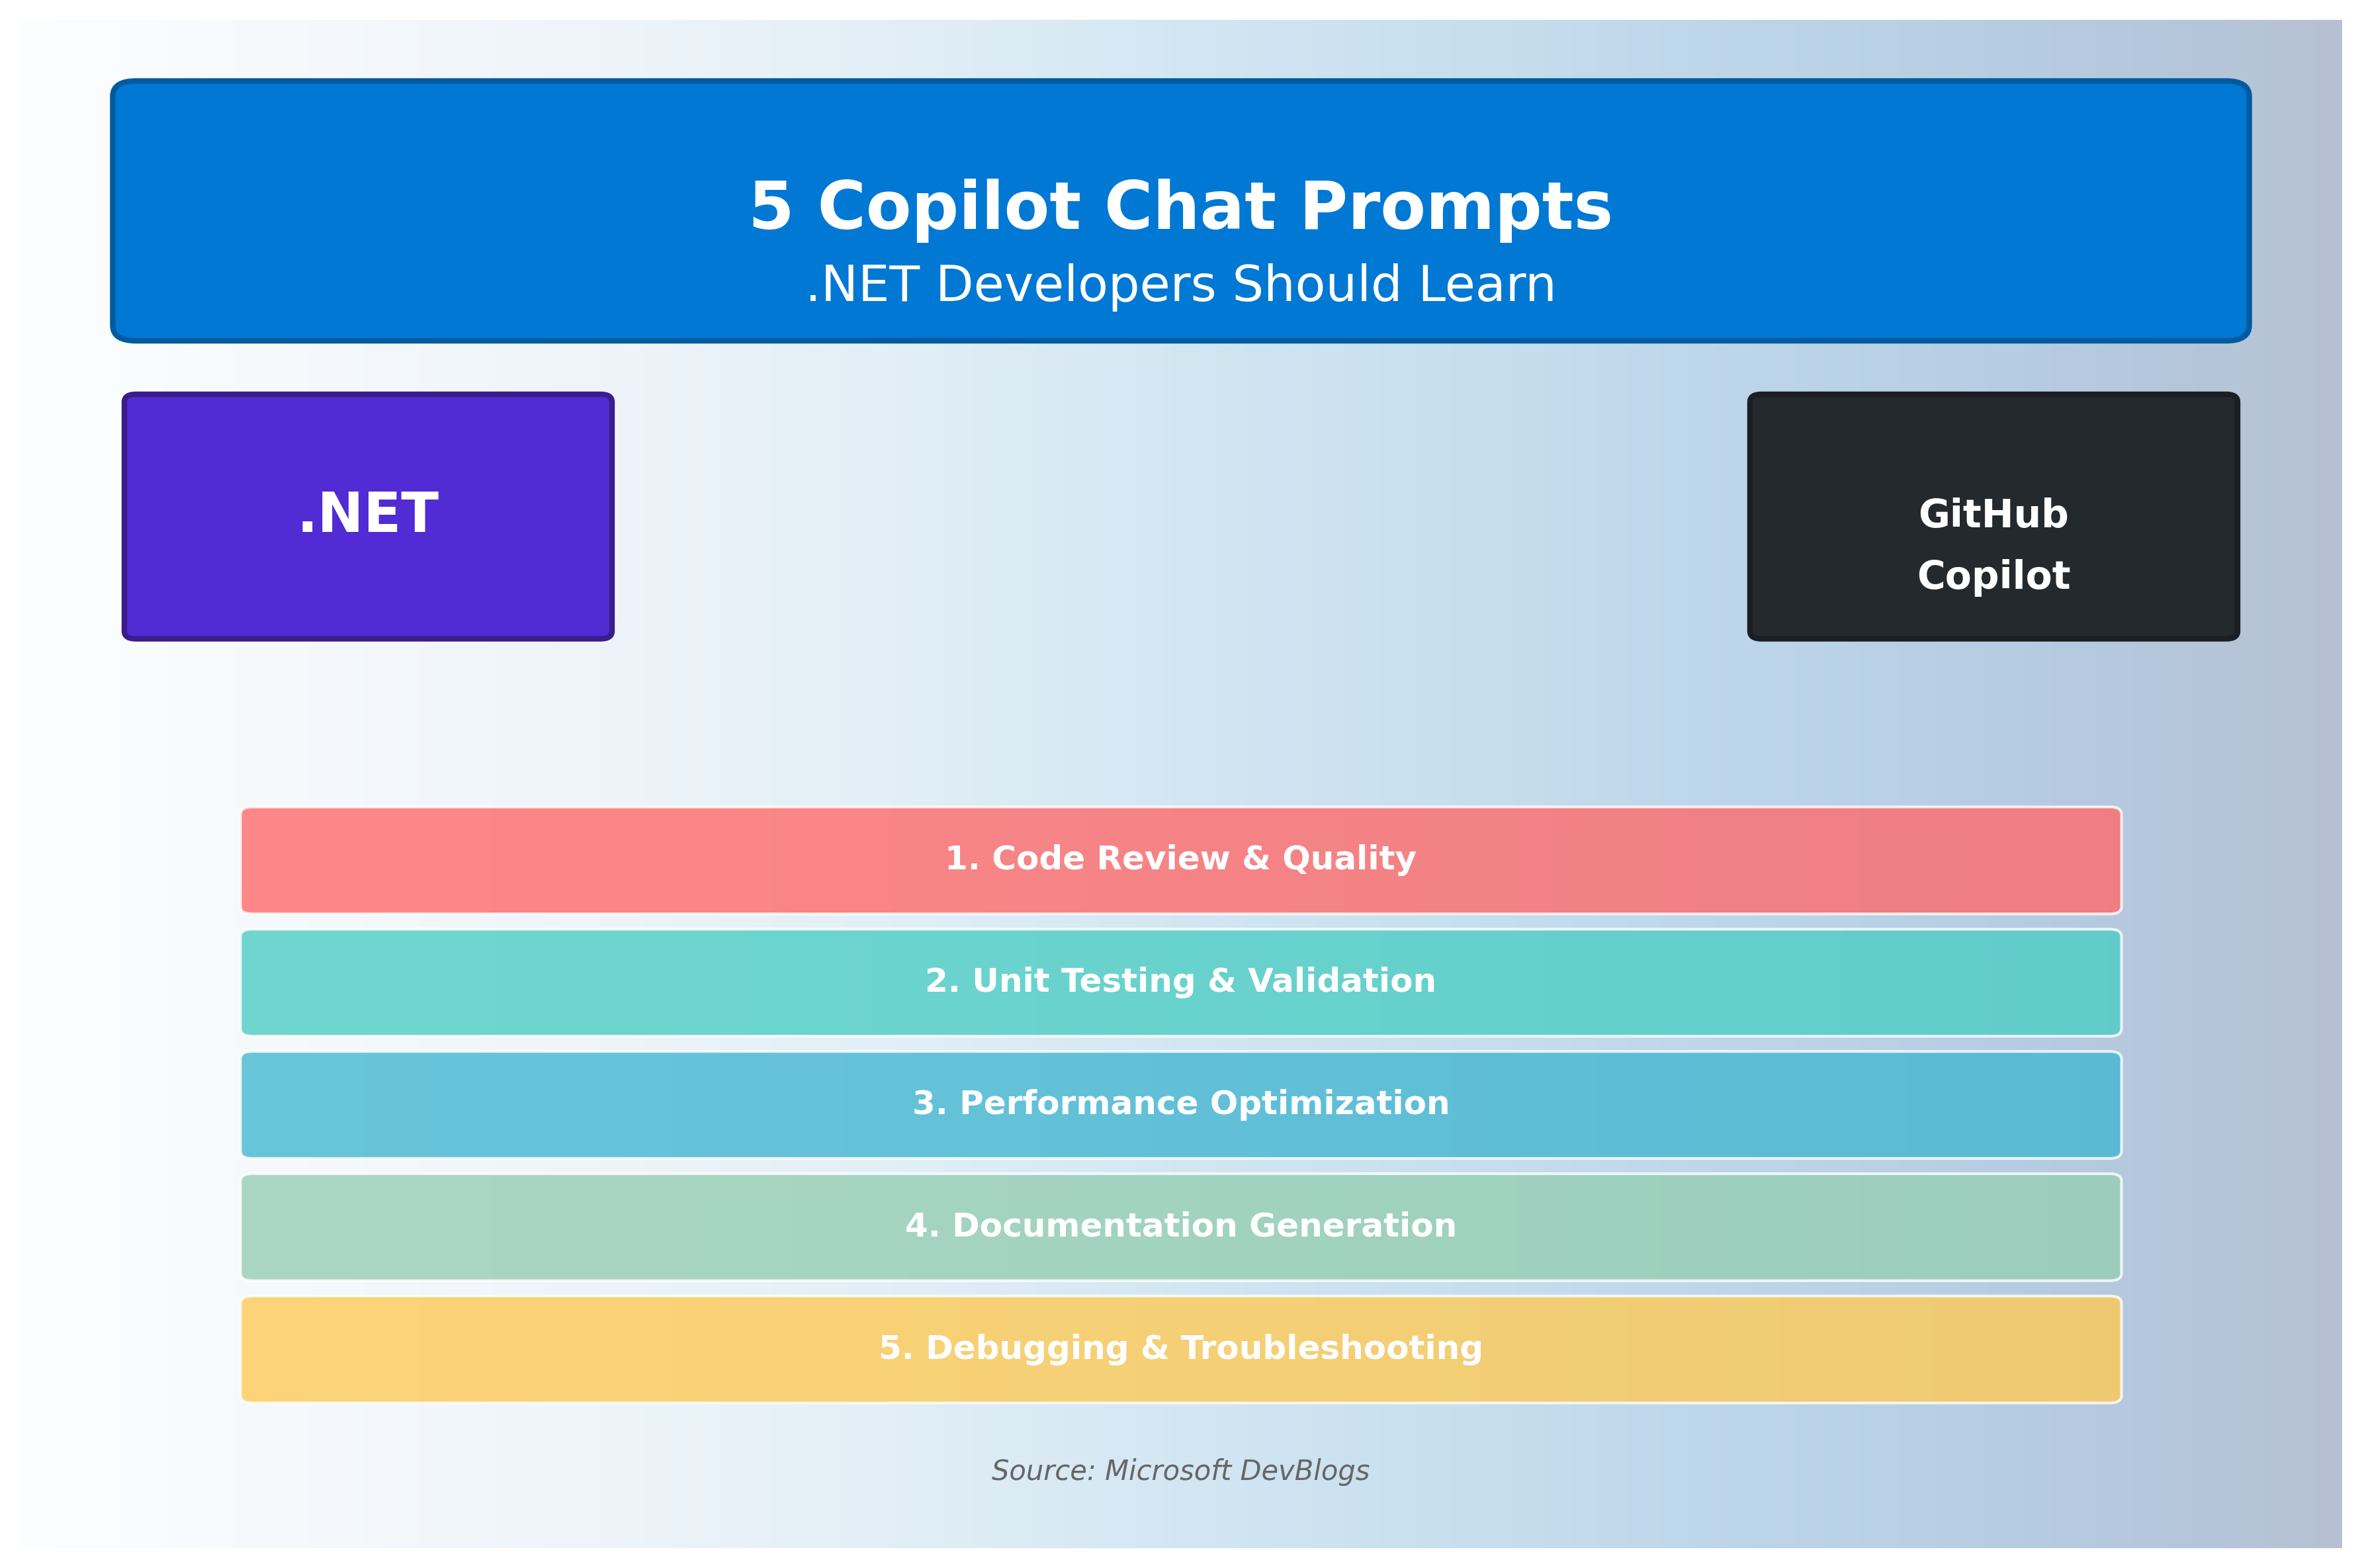 5 Copilot Chat Prompts
.NET Developers Should Learn
.NET
GitHub
Copilot
1. Code Review & Quality
2. Unit Testing & Validation
3. Performance Optimization
4. Documentation Generation
5. Debugging & Troubleshooting
Source: Microsoft DevBlogs